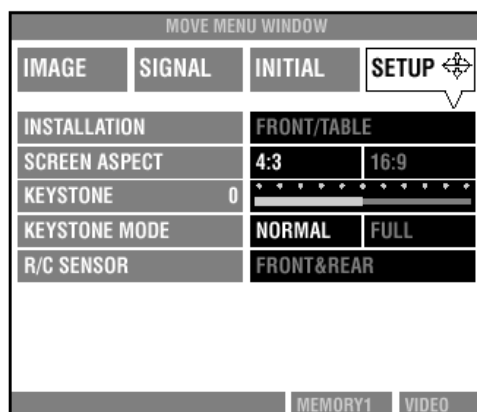 MOVE MENU WINDOW
IMAGE SIGNAL INITIAL SETUP
INSTALLATION FRONT/TABLE
SCREEN ASPECT 4:3 16:9
KEYSTONE 0
KEYSTONE MODE NORMAL FULL
R/C SENSOR FRONT&REAR
MEMORY1 VIDEO